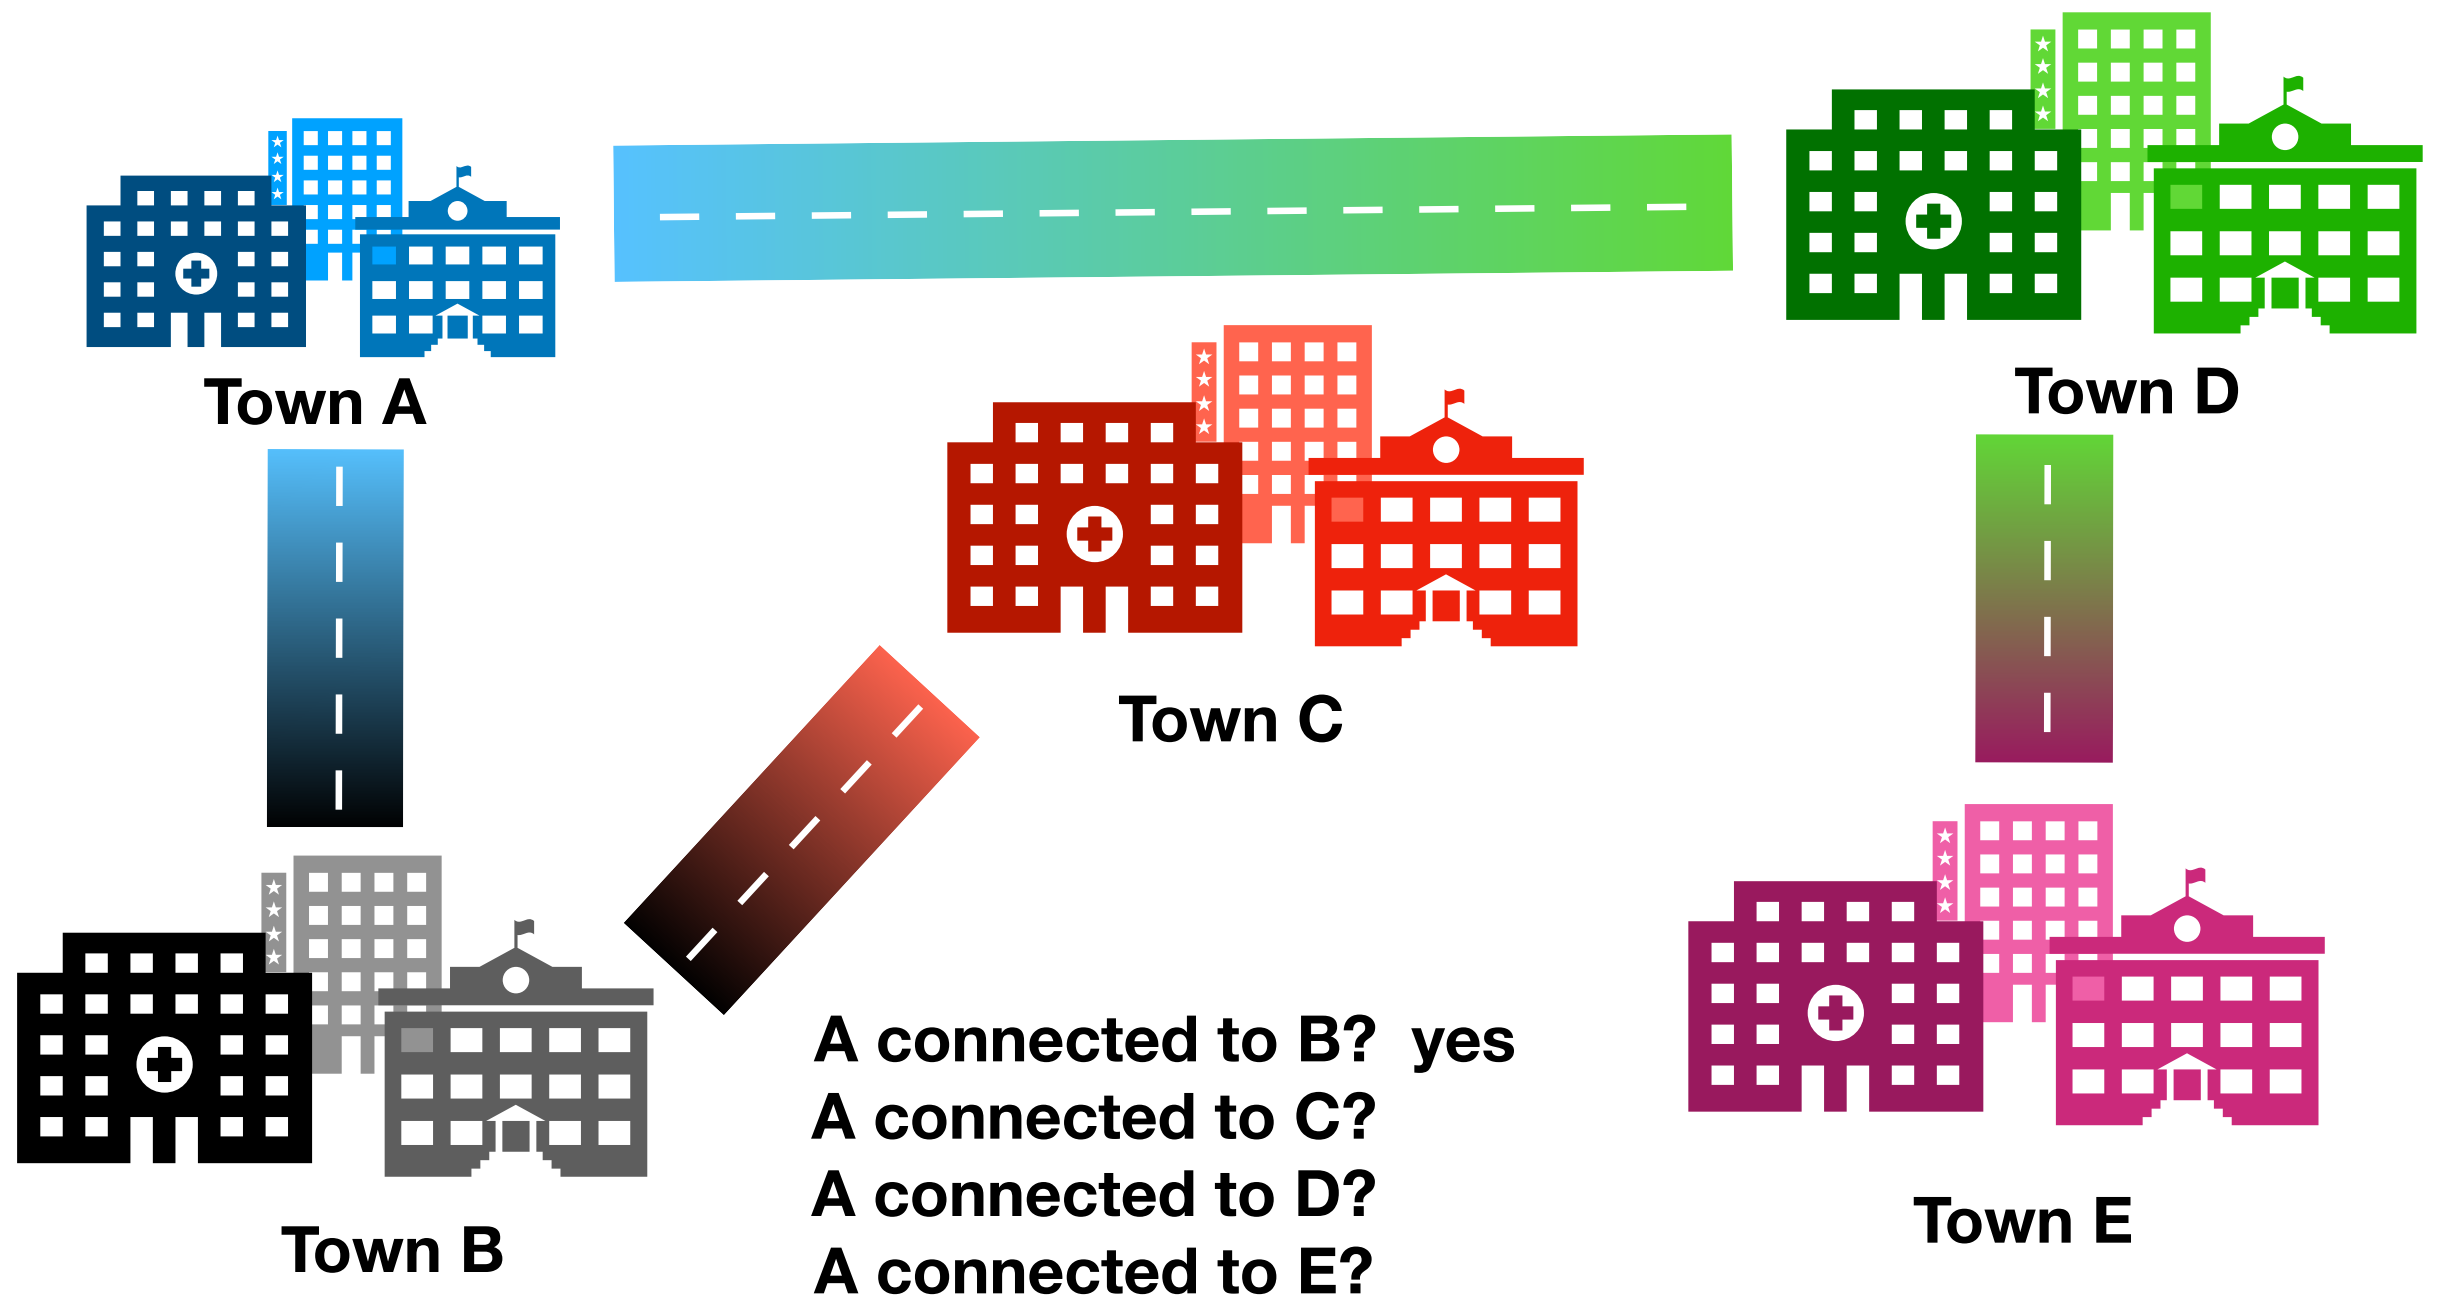 Town A
Town D
Town C
Town B
Town E
A connected to B?  yes
A connected to C?
A connected to D?
A connected to E?